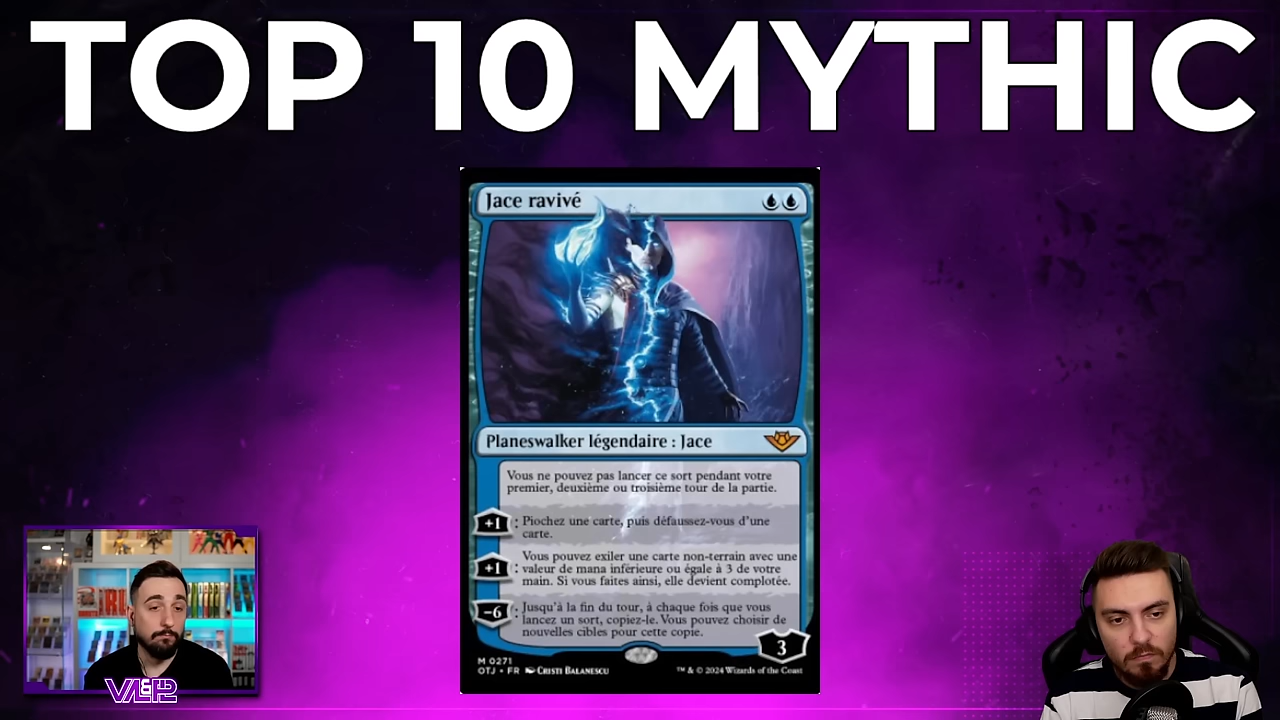 TOP 10 MYTHIC
Jace ravivé
Planeswalker légendaire : Jace
Vous ne pouvez pas lancer ce sort pendant votre
premier, deuxième ou troisième tour de la partie.
+1 : Piochez une carte, puis défaussez-vous d'une
carte.
Vous pouvez exiler une carte non-terrain avec une
+1 : valeur de mana inférieure ou égale à 3 de votre
main. Si vous faites ainsi, elle devient complotée.
-6 : Jusqu'à la fin du tour, à chaque fois que vous
lancez un sort, copiez-le. Vous pouvez choisir de
nouvelles cibles pour cette copie.
3
M 0271
OTJ • FR Cristi Balanescu
™ & © 2024 Wizards of the Coast